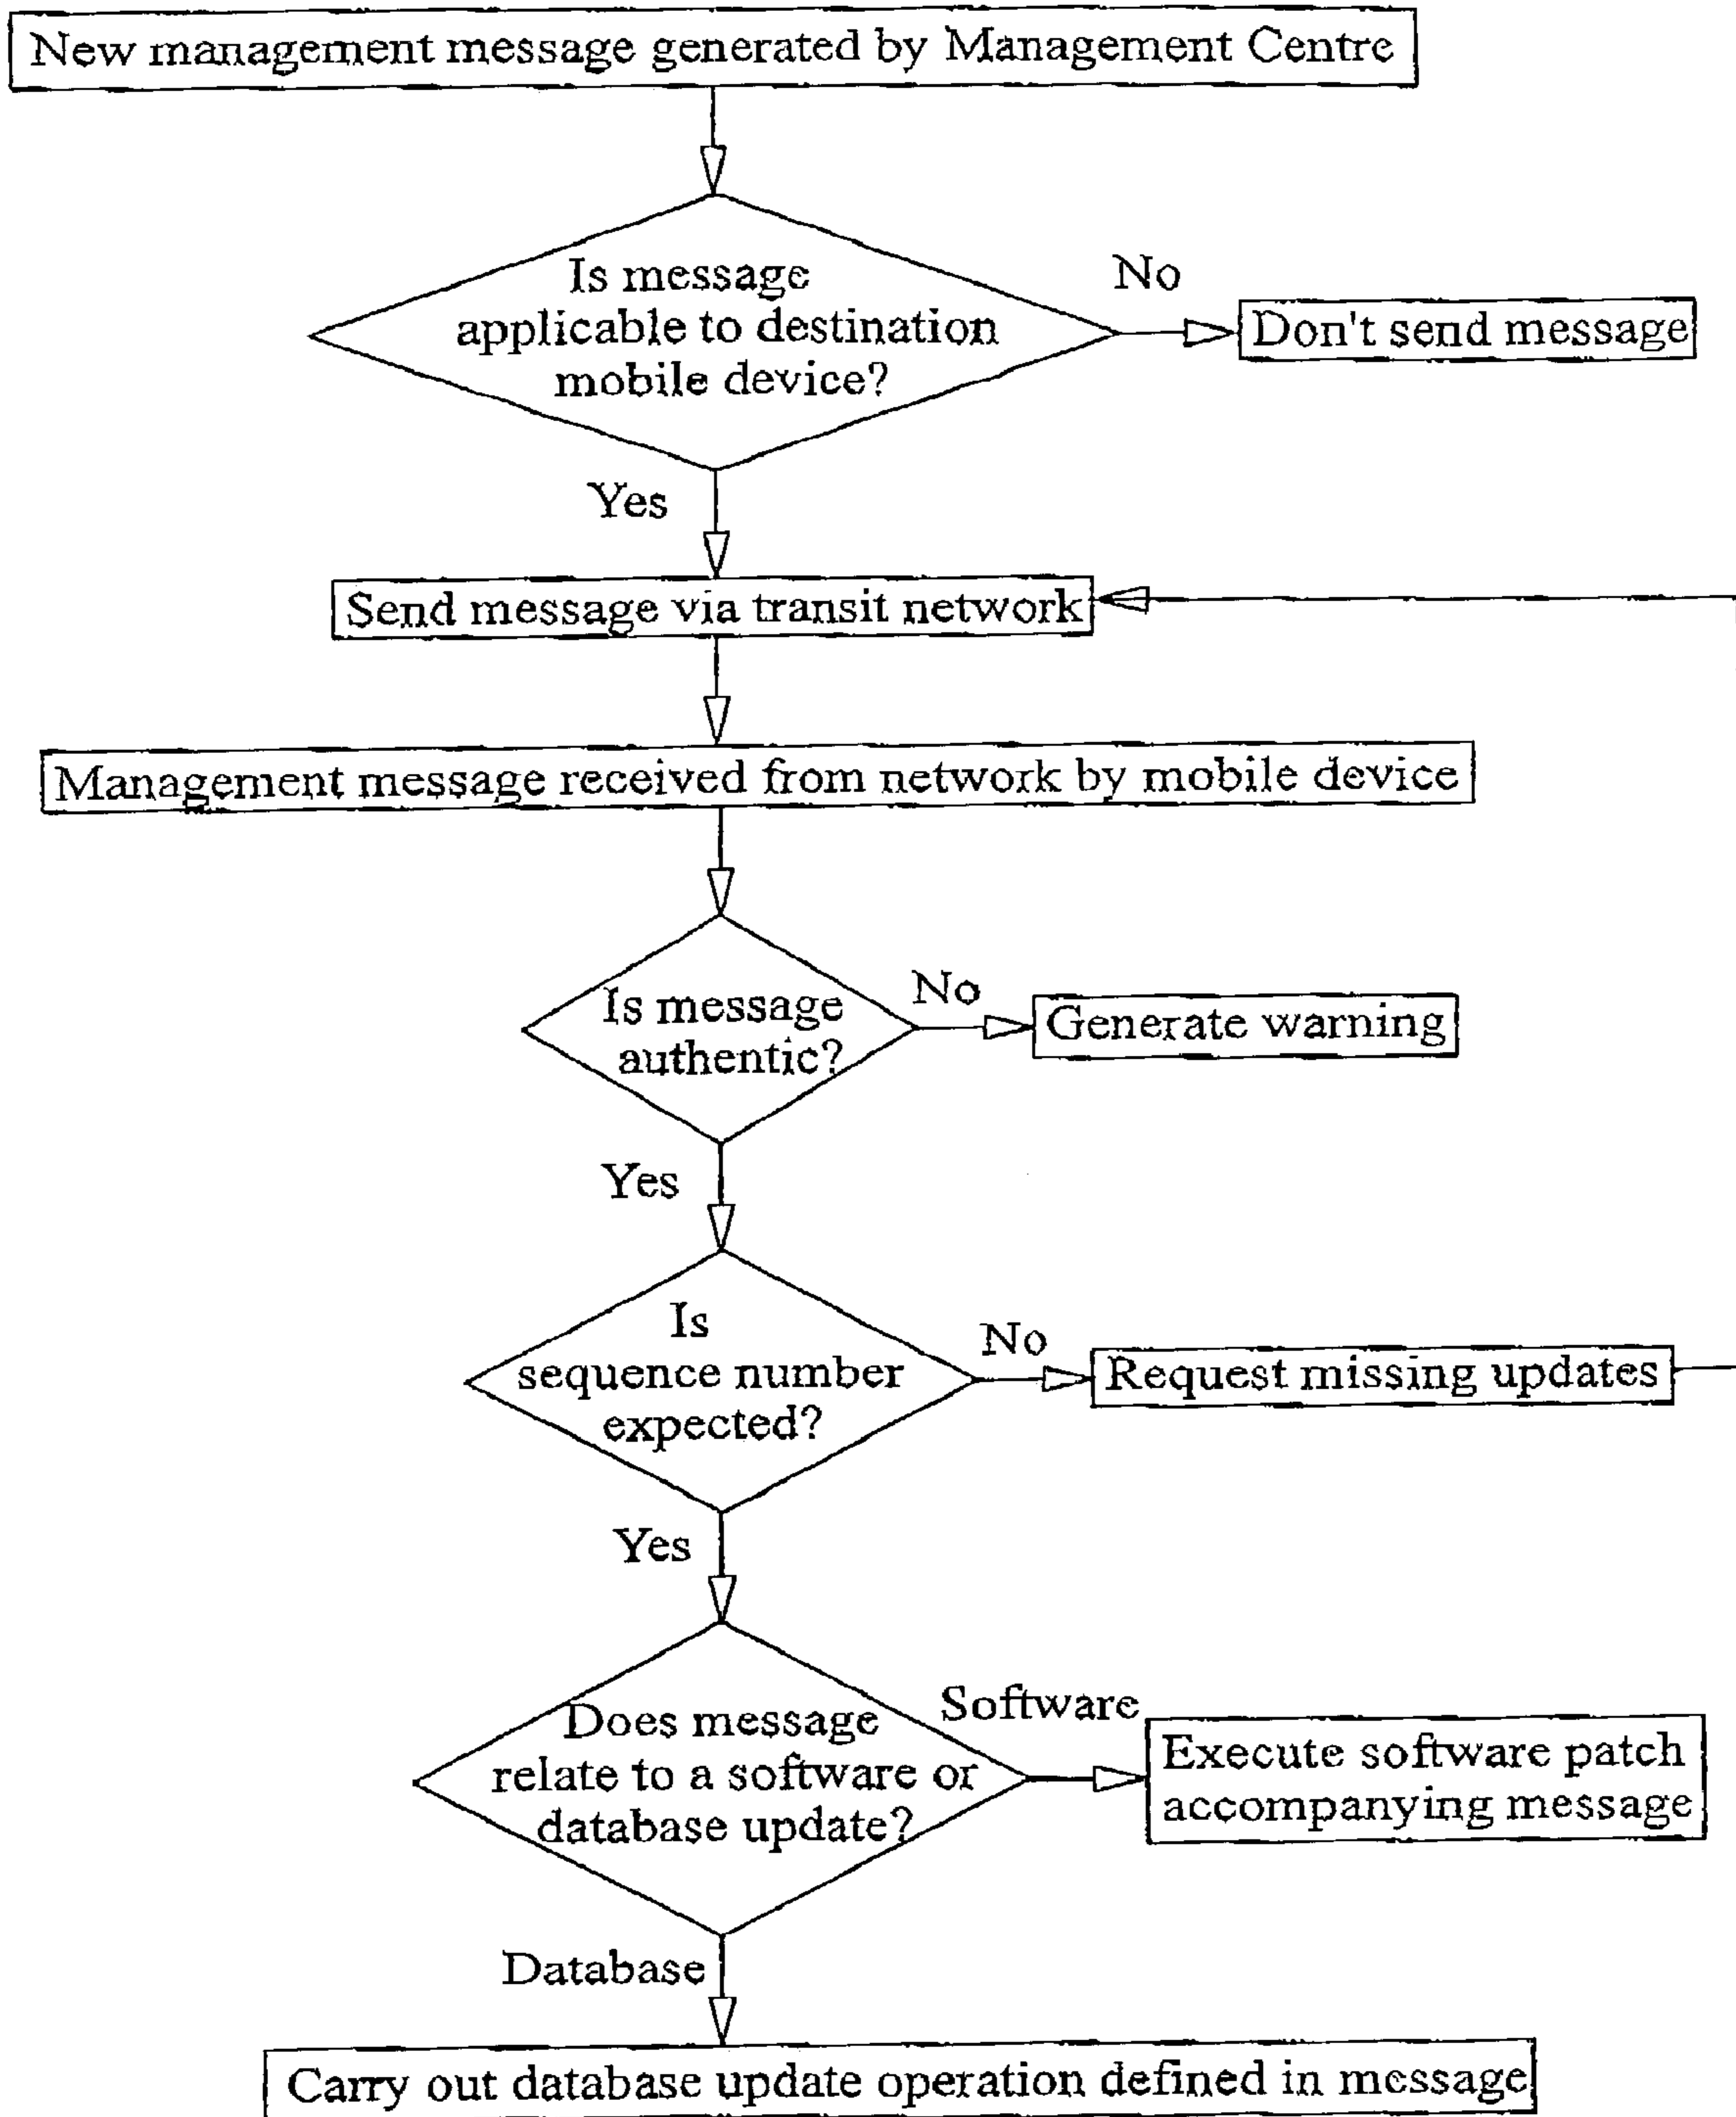 New management message generated by Management Centre
Is message
applicable to destination
mobile device?
No
Don't send message
Yes
Send message via transit network
Management message received from network by mobile device
Is message
authentic?
No
Generate warning
Yes
Is
sequence number
expected?
No
Request missing updates
Yes
Does message
relate to a software or
database update?
Software
Execute software patch
accompanying message
Database
Carry out database update operation defined in message